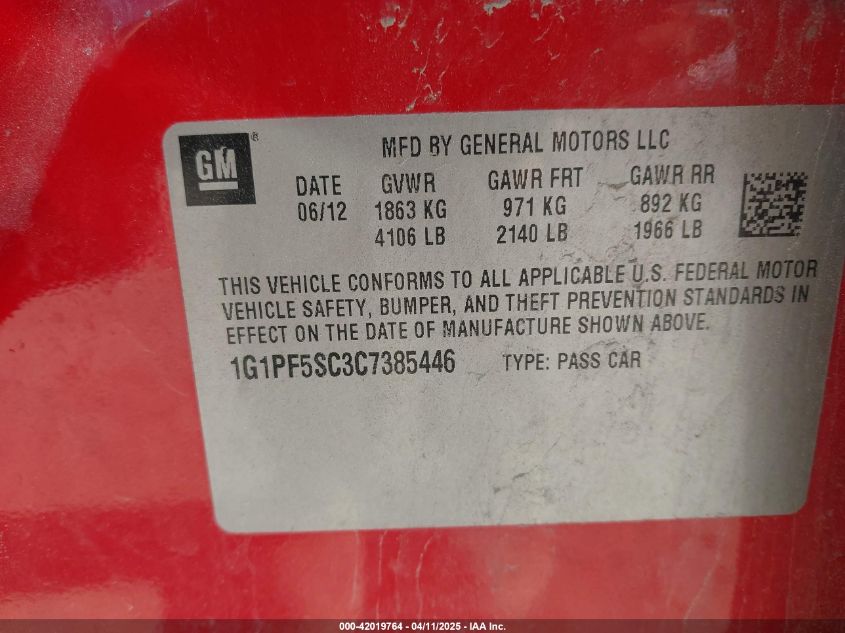 GM®
MFD BY GENERAL MOTORS LLC
DATE GVWR GAWR FRT GAWR RR
06/12 1863 KG 971 KG 892 KG
4106 LB 2140 LB 1966 LB
THIS VEHICLE CONFORMS TO ALL APPLICABLE U.S. FEDERAL MOTOR
VEHICLE SAFETY, BUMPER, AND THEFT PREVENTION STANDARDS IN
EFFECT ON THE DATE OF MANUFACTURE SHOWN ABOVE.
1G1PF5SC3C7385446 TYPE: PASS CAR
000-42019764 - 04/11/2025 - IAA Inc.